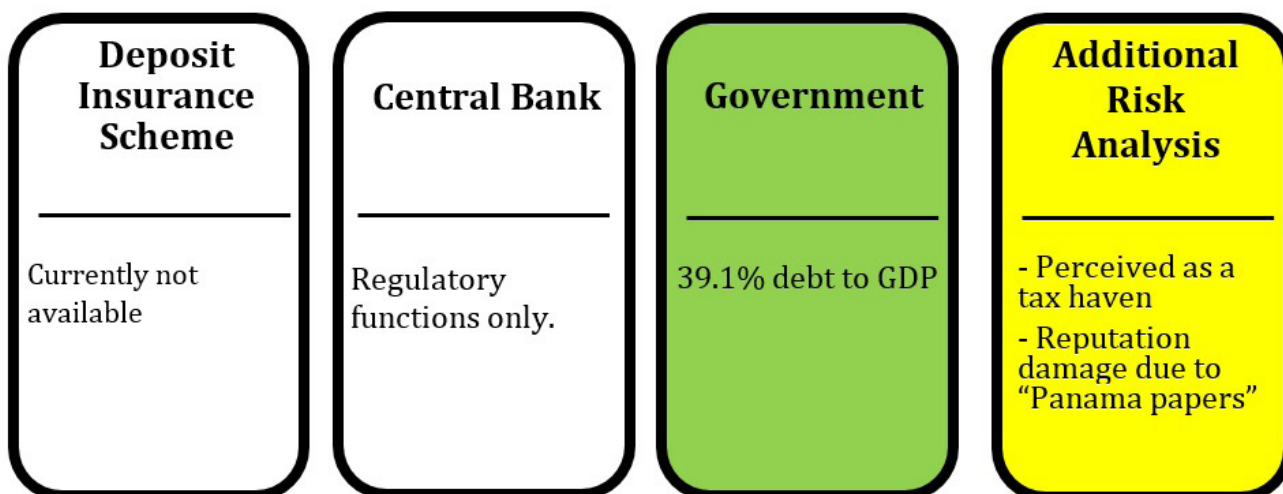 Deposit
Insurance
Scheme
Currently not
available
Central Bank
Regulatory
functions only.
Government
39.1% debt to GDP
Additional
Risk
Analysis
- Perceived as a
tax haven
- Reputation
damage due to
“Panama papers”